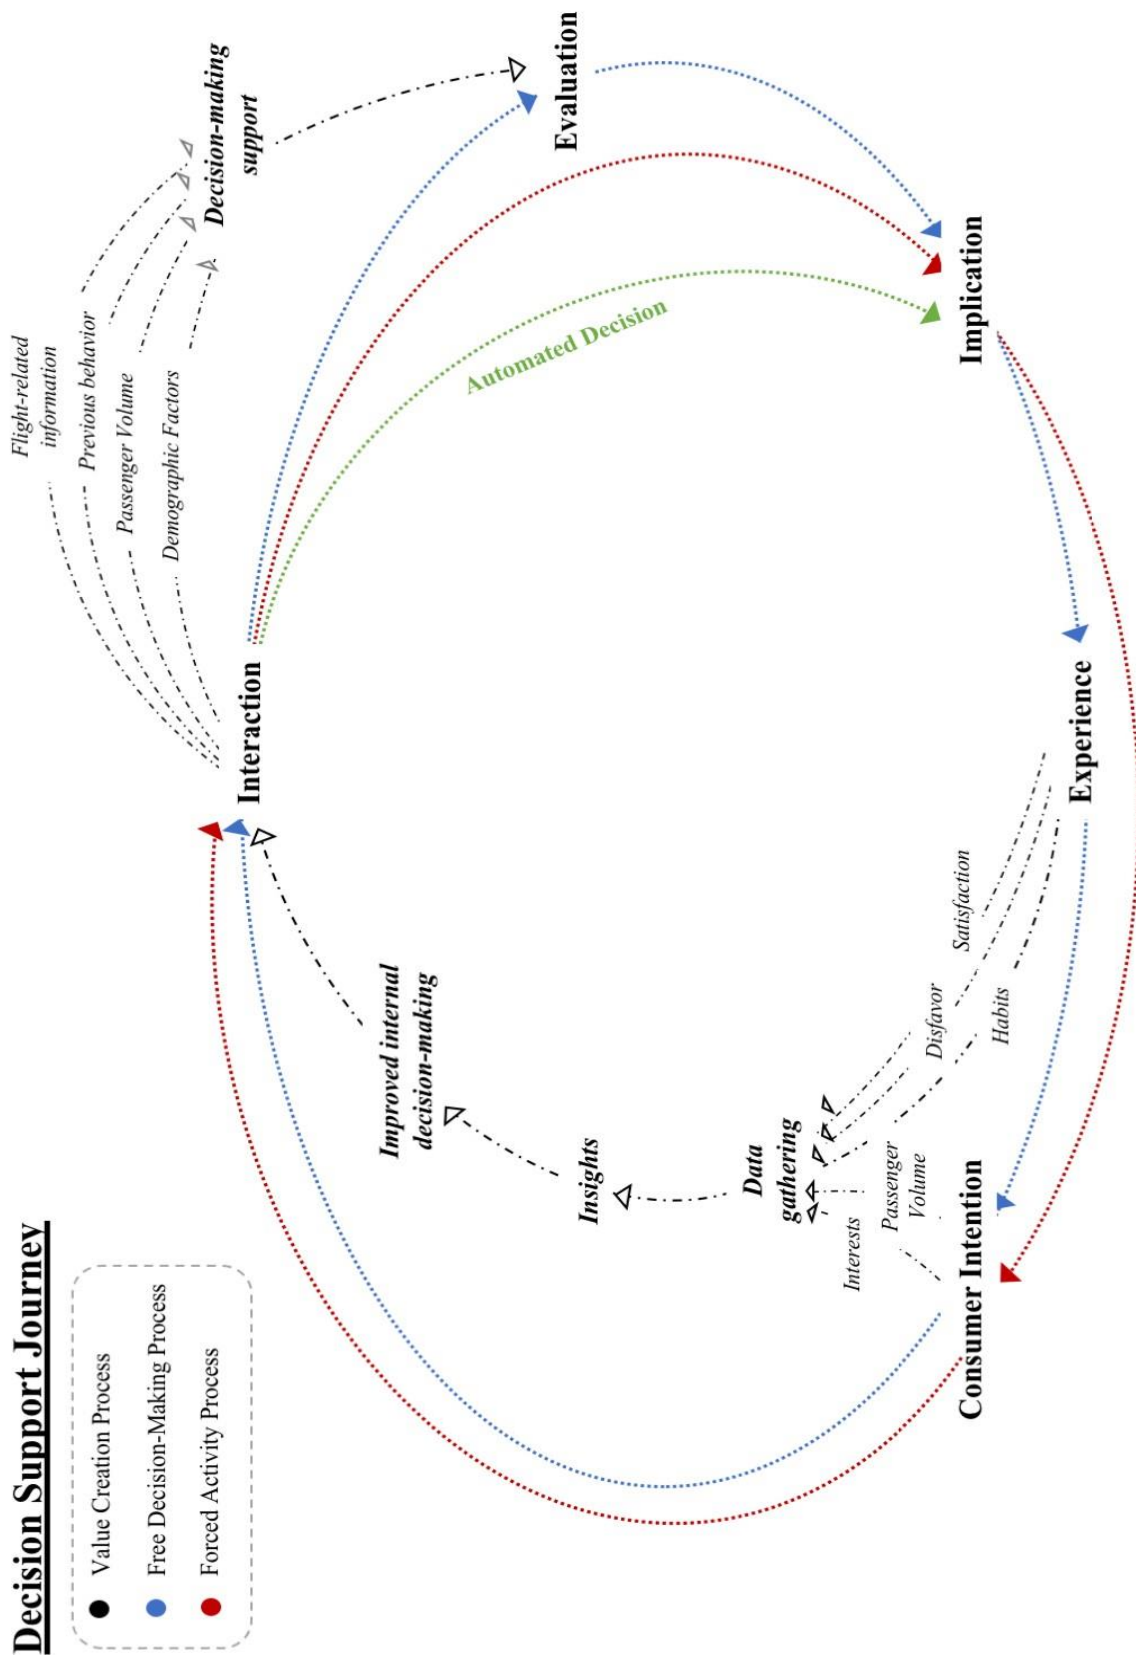 Decision Support Journey
Value Creation Process
Free Decision-Making Process
Forced Activity Process
Flight-related
information
Previous behavior
Passenger Volume
Demographic Factors
Decision-making
support
Interaction
Evaluation
Automated Decision
Implication
Improved internal
decision-making
Insights
Data
gathering
Satisfaction
Disfavor
Habits
Passenger
Volume
Interests
Experience
Consumer Intention